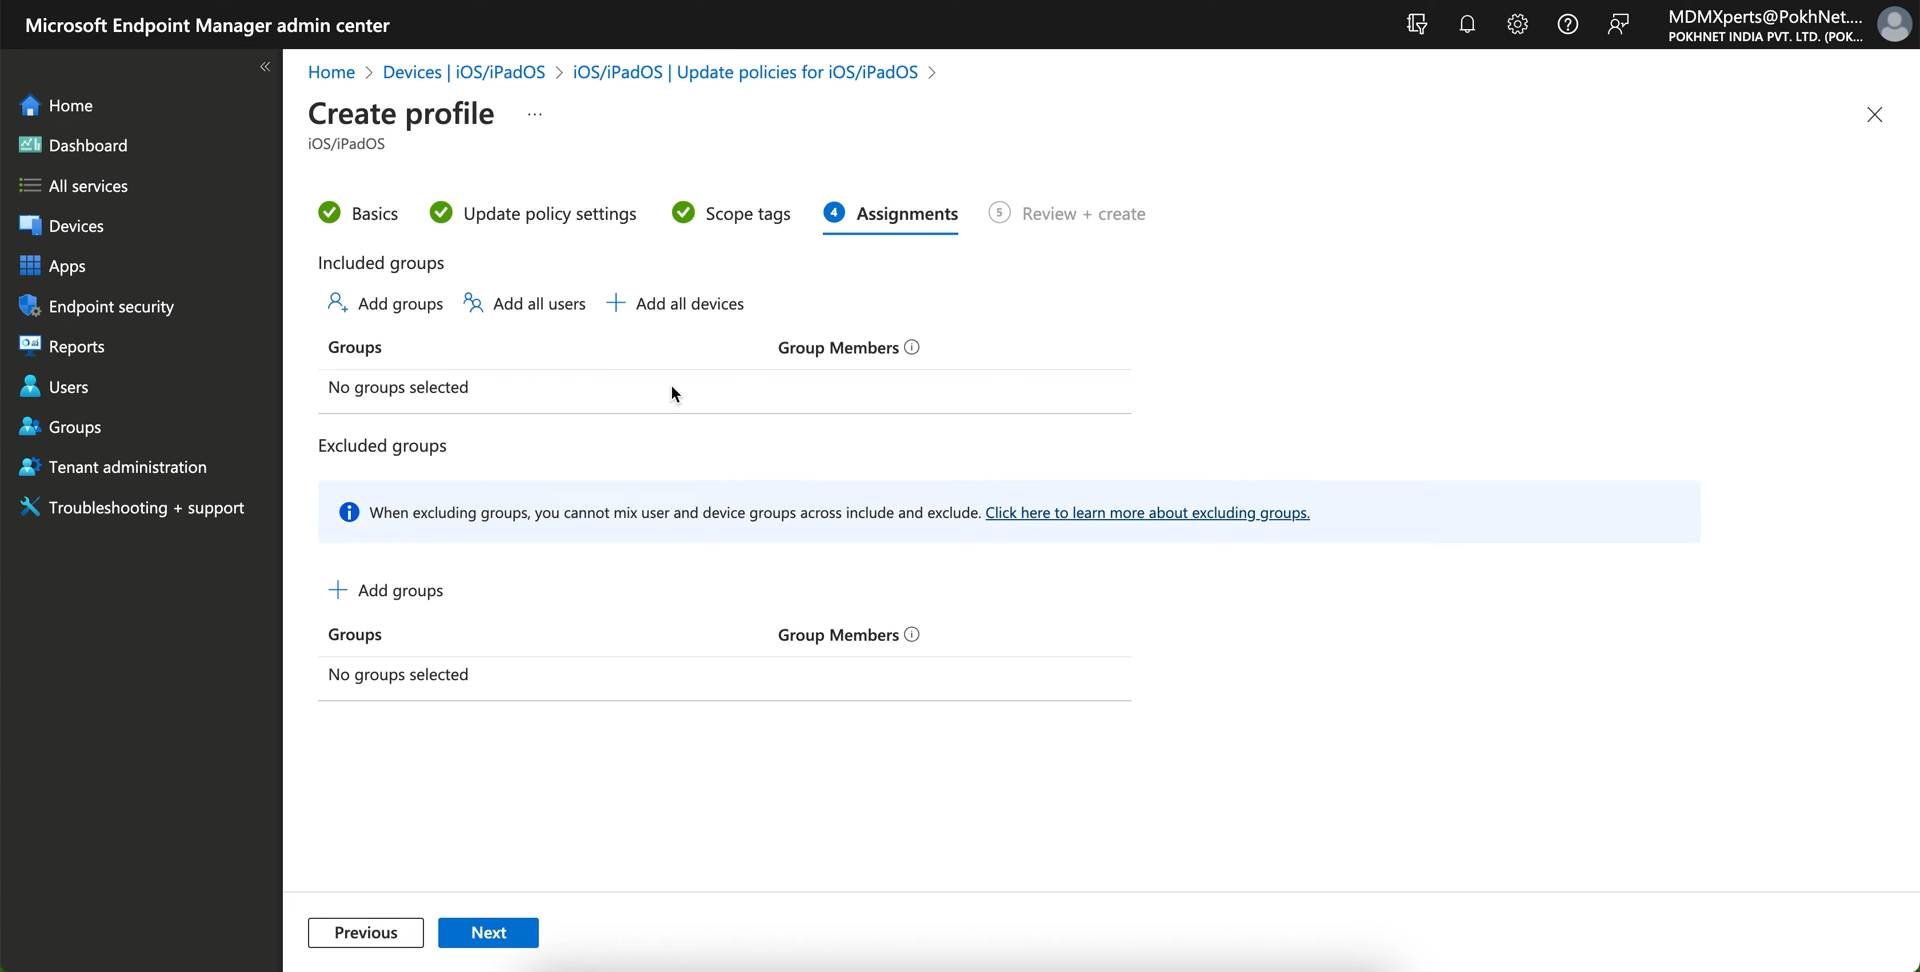 Microsoft Endpoint Manager admin center
MDMXperts@PokhNet....
POKHNET INDIA PVT. LTD. (POK...
Home
Dashboard
All services
Devices
Apps
Endpoint security
Reports
Users
Groups
Tenant administration
Troubleshooting + support
Home > Devices | iOS/iPadOS > iOS/iPadOS | Update policies for iOS/iPadOS >
Create profile ...
iOS/iPadOS
Basics Update policy settings Scope tags 4 Assignments 5 Review + create
Included groups
Add groups Add all users Add all devices
Groups Group Members
No groups selected
Excluded groups
When excluding groups, you cannot mix user and device groups across include and exclude. Click here to learn more about excluding groups.
Add groups
Groups Group Members
No groups selected
Previous Next